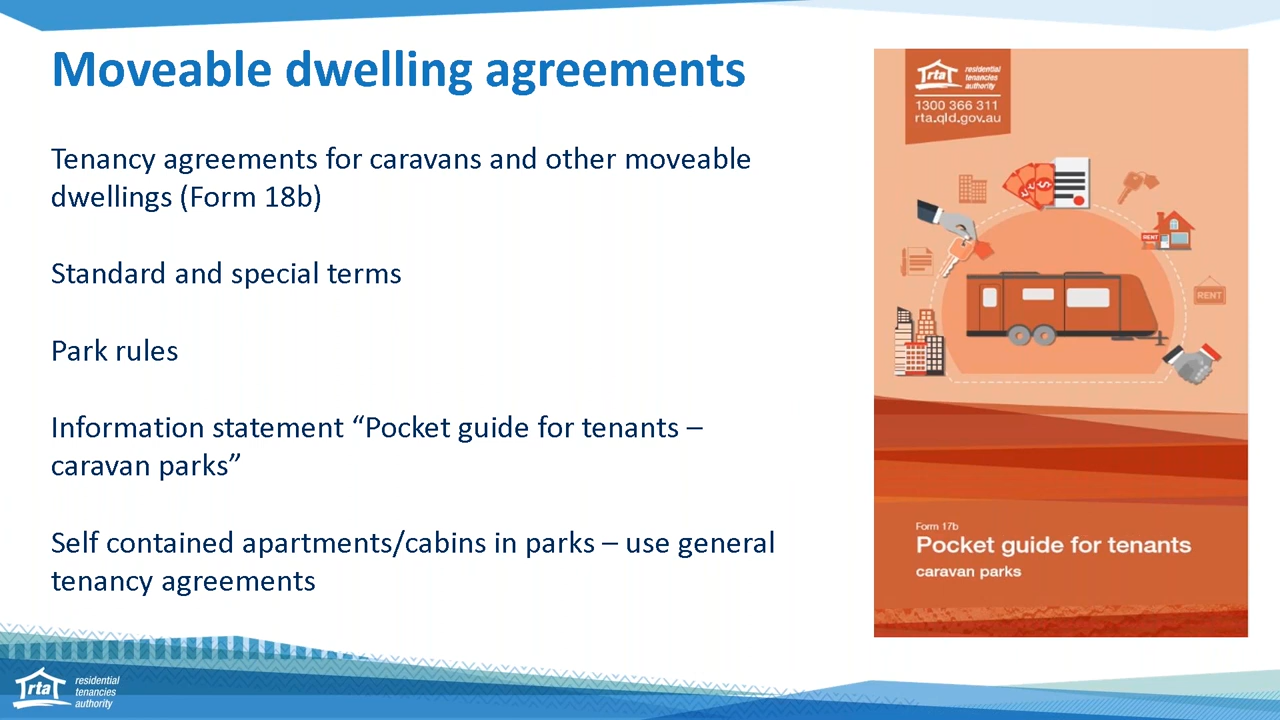 Moveable dwelling agreements
Tenancy agreements for caravans and other moveable
dwellings (Form 18b)
Standard and special terms
Park rules
Information statement “Pocket guide for tenants –
caravan parks”
Self contained apartments/cabins in parks – use general
tenancy agreements
rta
residential
tenancies
authority
1300 366 311
rta.qld.gov.au
RENT
RENT
Form 17b
Pocket guide for tenants
caravan parks
rta
residential
tenancies
authority